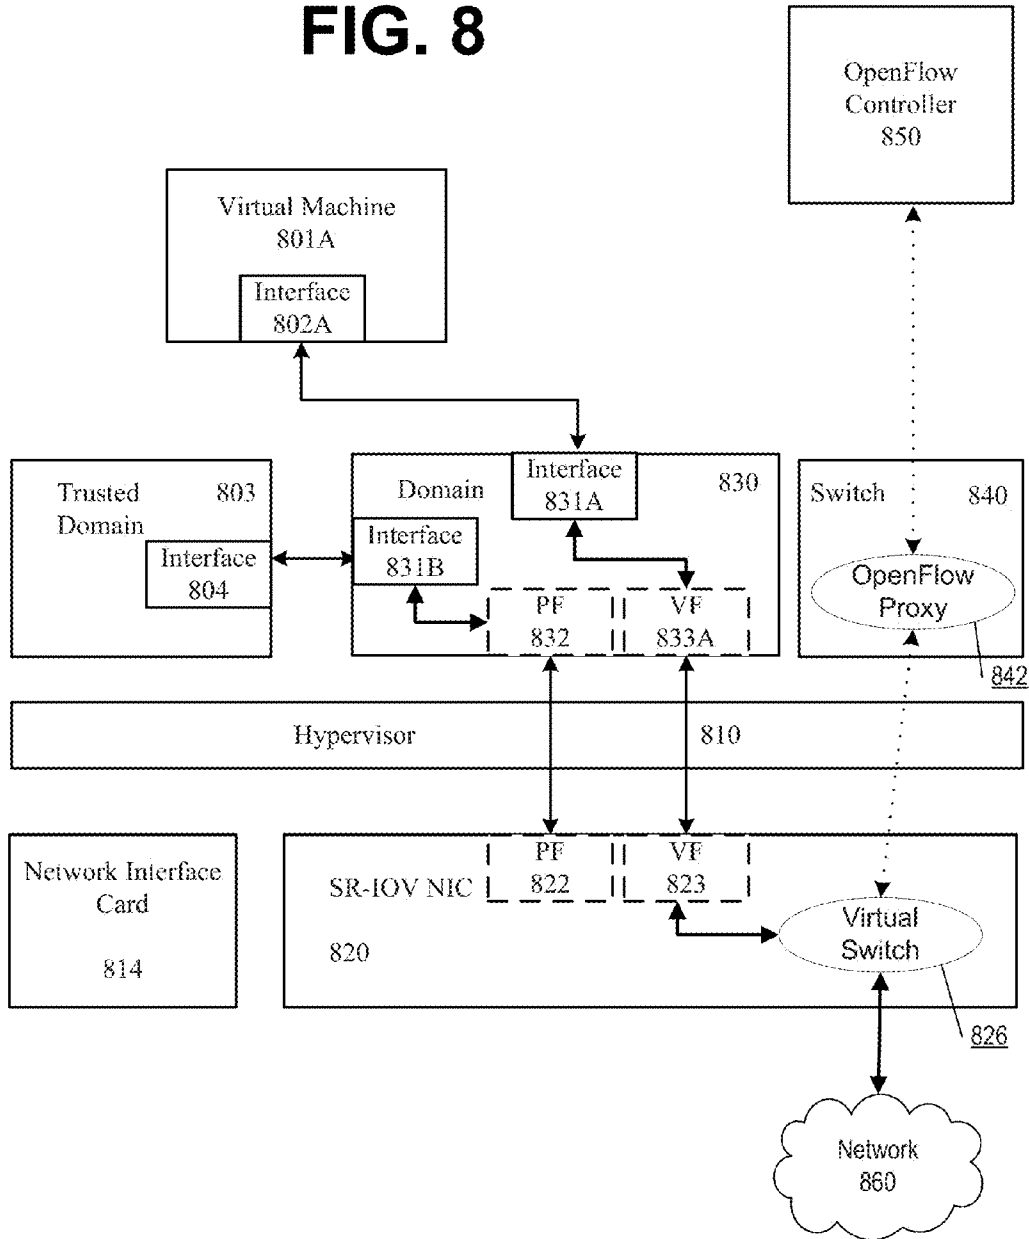 FIG. 8
OpenFlow
Controller
850
Virtual Machine
801A
Interface
802A
Trusted
Domain
803
Interface
804
Domain
830
Interface
831A
Interface
831B
PF
832
VF
833A
Switch
840
OpenFlow
Proxy
842
Hypervisor
810
Network Interface
Card
814
SR-IOV NIC
820
PF
822
VF
823
Virtual
Switch
826
Network
860